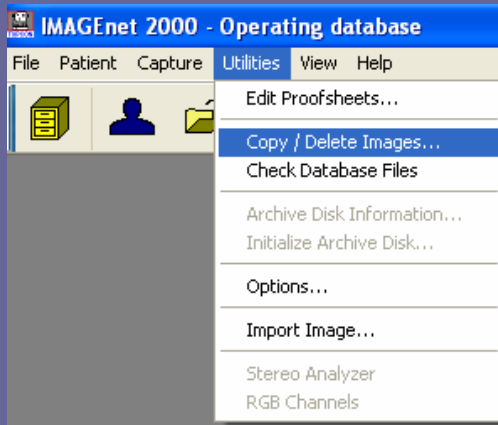 IMAGEnet 2000 - Operating database
File Patient Capture Utilities View Help
Edit Proofsheets...
Copy / Delete Images...
Check Database Files
Archive Disk Information...
Initialize Archive Disk...
Options...
Import Image...
Stereo Analyzer
RGB Channels